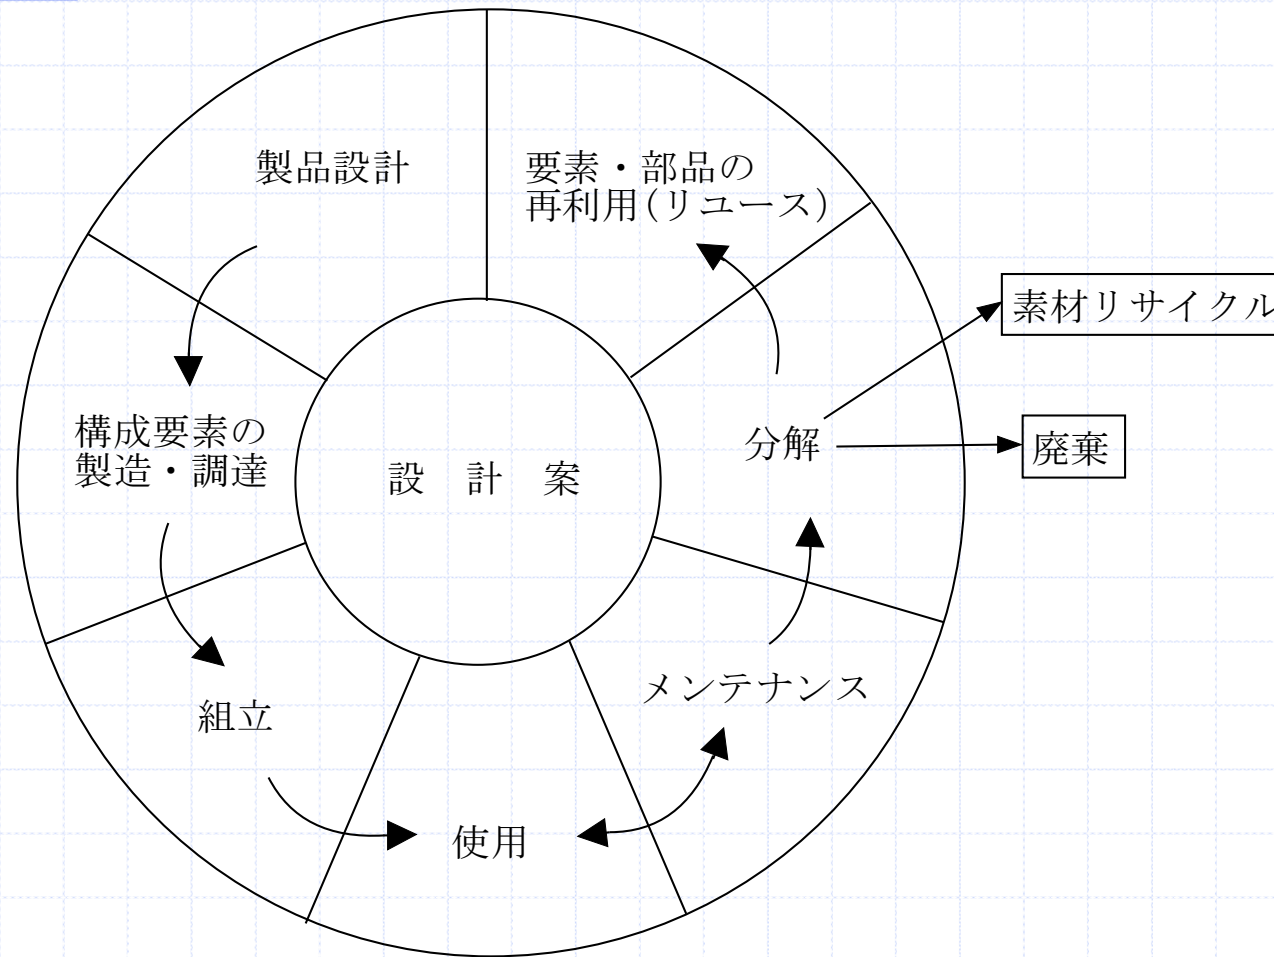 製品設計
要素・部品の
再利用(リユース)
素材リサイクル
構成要素の
製造・調達
設 計 案
分解
廃棄
組立
メンテナンス
使用